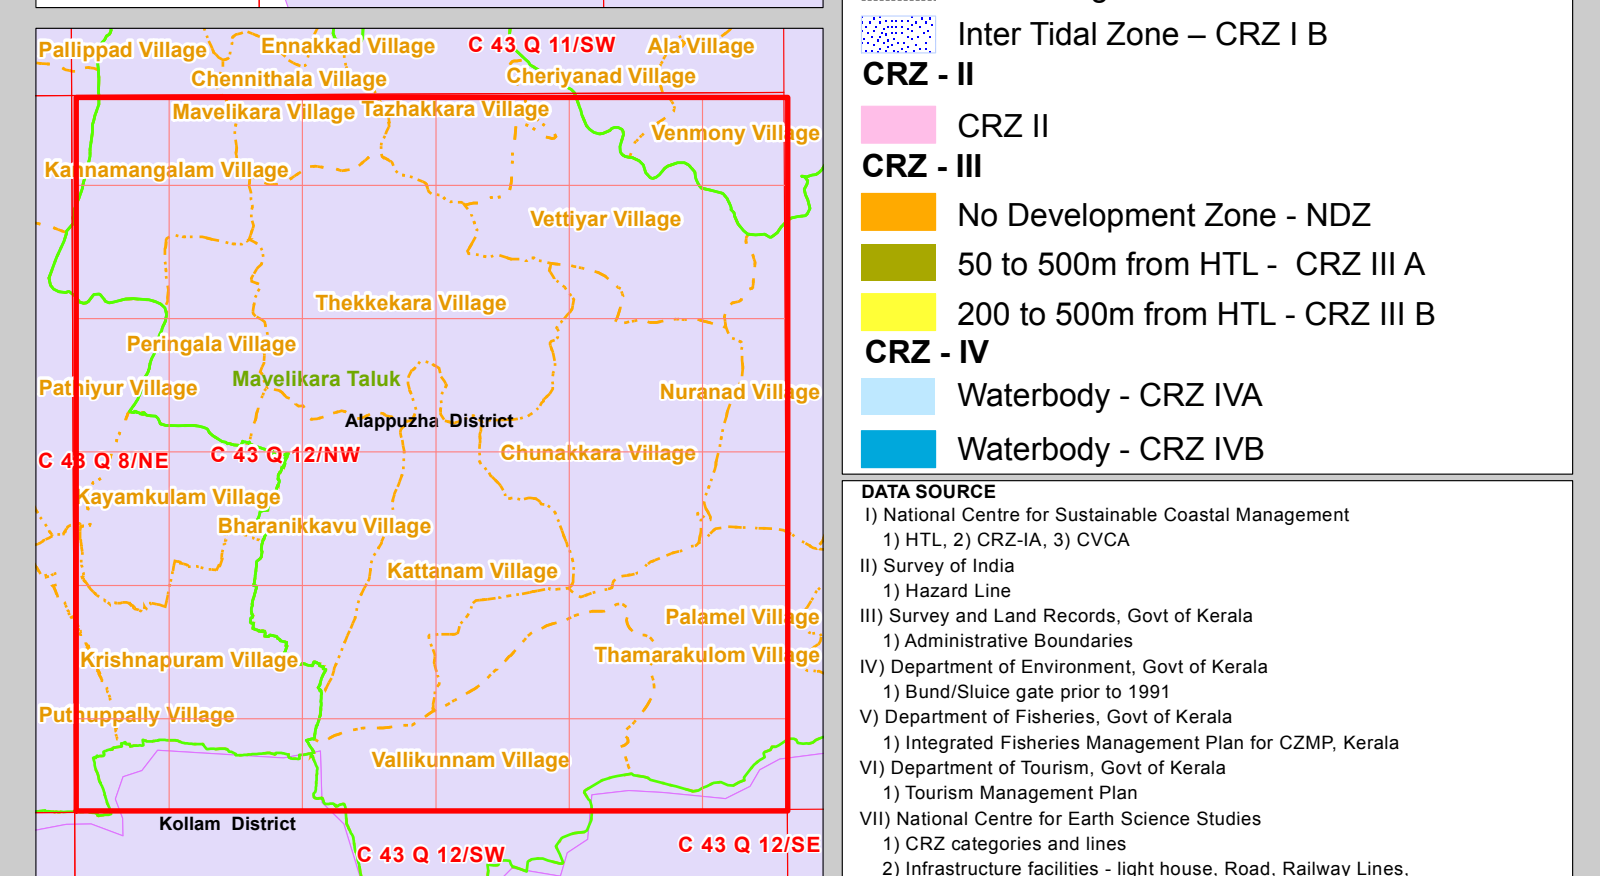 Pallippad Village
Ennakkad Village
C 43 Q 11/SW
Ala Village
Chennithala Village
Cheriyanad Village
Mavelikara Village
Tazhakkara Village
Venmony Village
Kannamangalam Village
Vettiyar Village
Thekkekara Village
Peringala Village
Mavelikara Taluk
Pathiyur Village
Nuranad Village
Alappuzha District
C 43 Q 8/NE
C 43 Q 12/NW
Chunakkara Village
Kayamkulam Village
Bharanikkavu Village
Kattanam Village
Palamel Village
Krishnapuram Village
Thamarakulom Village
Puthuppally Village
Vallikunnam Village
Kollam District
C 43 Q 12/SW
C 43 Q 12/SE
Inter Tidal Zone – CRZ I B
CRZ - II
CRZ II
CRZ - III
No Development Zone - NDZ
50 to 500m from HTL - CRZ III A
200 to 500m from HTL - CRZ III B
CRZ - IV
Waterbody - CRZ IVA
Waterbody - CRZ IVB
DATA SOURCE
I) National Centre for Sustainable Coastal Management
1) HTL, 2) CRZ-IA, 3) CVCA
II) Survey of India
1) Hazard Line
III) Survey and Land Records, Govt of Kerala
1) Administrative Boundaries
IV) Department of Environment, Govt of Kerala
1) Bund/Sluice gate prior to 1991
V) Department of Fisheries, Govt of Kerala
1) Integrated Fisheries Management Plan for CZMP, Kerala
VI) Department of Tourism, Govt of Kerala
1) Tourism Management Plan
VII) National Centre for Earth Science Studies
1) CRZ categories and lines
2) Infrastructure facilities - light house, Road, Railway Lines,